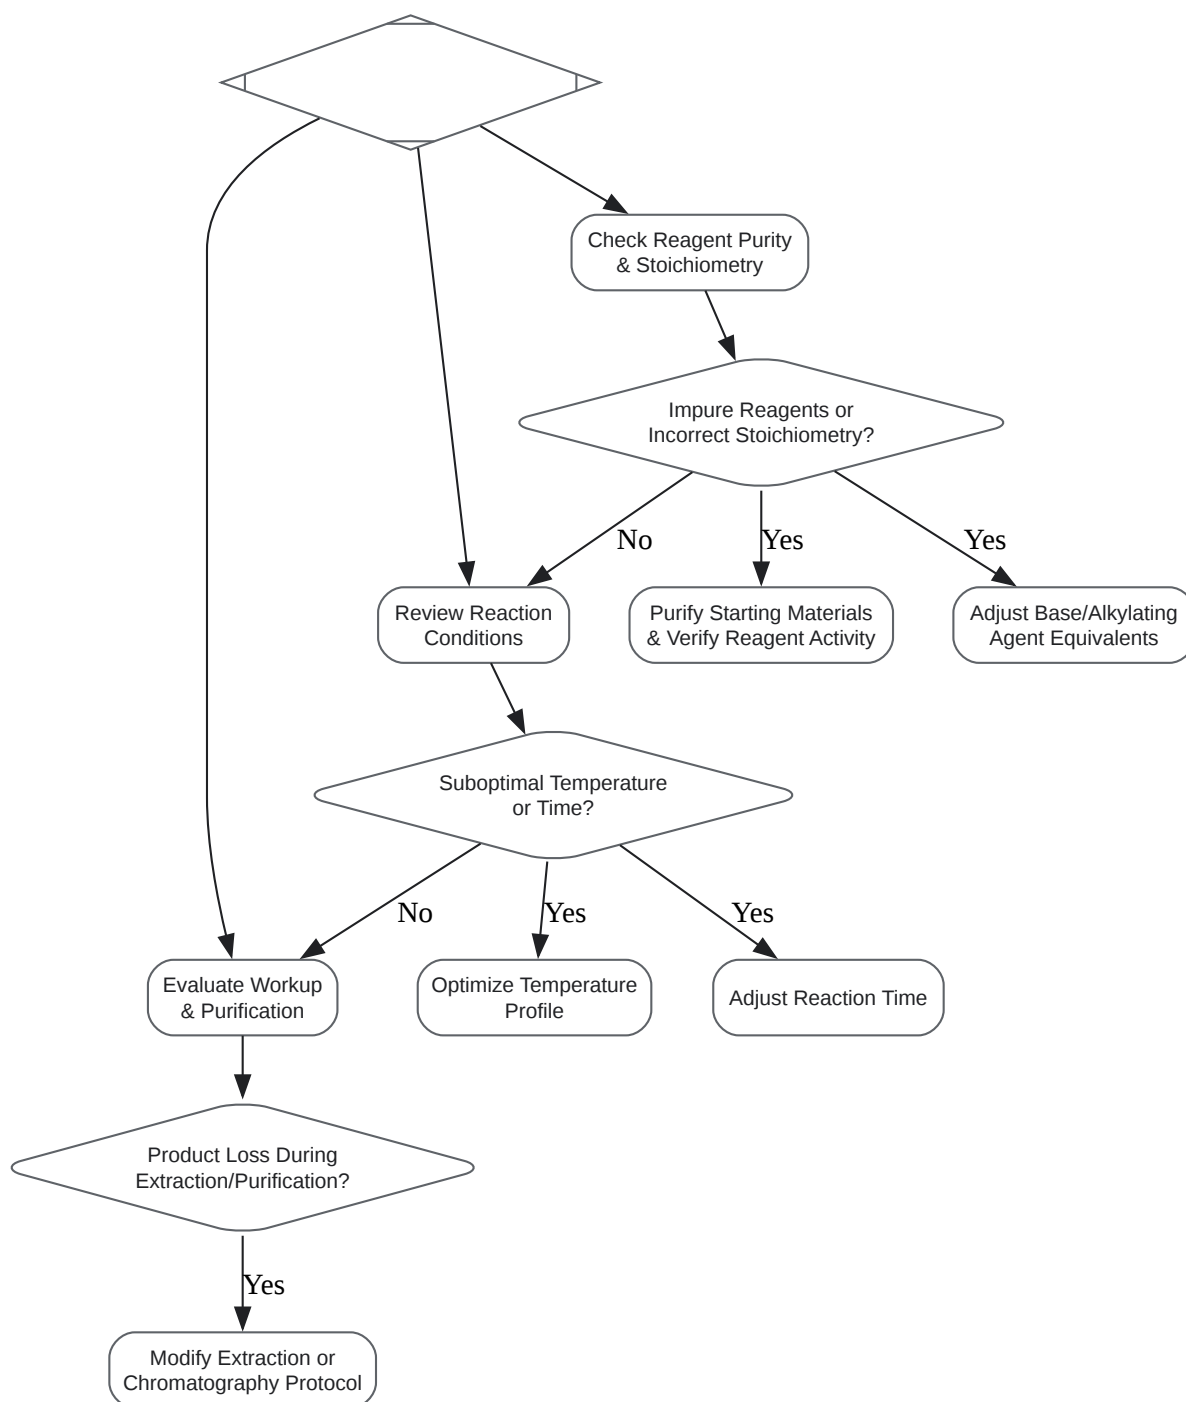 Check Reagent Purity
& Stoichiometry
Impure Reagents or
Incorrect Stoichiometry?
No
Yes
Yes
Review Reaction
Conditions
Purify Starting Materials
& Verify Reagent Activity
Adjust Base/Alkylating
Agent Equivalents
Suboptimal Temperature
or Time?
No
Yes
Yes
Evaluate Workup
& Purification
Optimize Temperature
Profile
Adjust Reaction Time
Product Loss During
Extraction/Purification?
Yes
Modify Extraction or
Chromatography Protocol